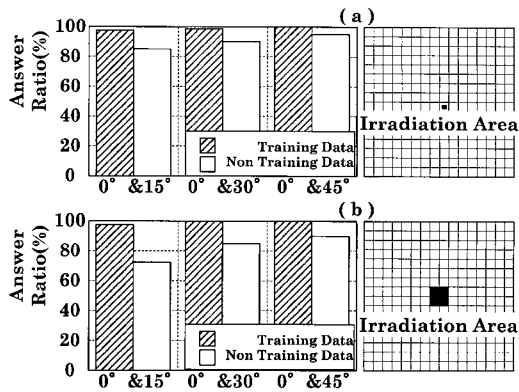 ( a )
Answer
Ratio(%)
100
80
60
40
20
0
Training Data
Non Training Data
0° &15° 0° &30° 0° &45°
Irradiation Area
( b )
Answer
Ratio(%)
100
80
60
40
20
0
Training Data
Non Training Data
0° &15° 0° &30° 0° &45°
Irradiation Area